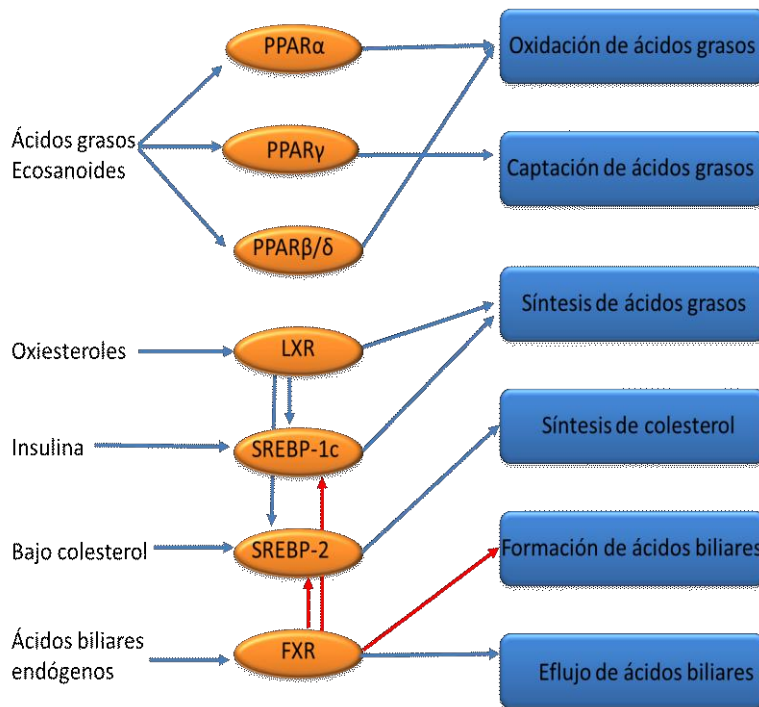 PPARα
Oxidación de ácidos grasos
Ácidos grasos
Ecosanoides
PPARγ
Captación de ácidos grasos
PPARβ/δ
Síntesis de ácidos grasos
Oxiesteroles
LXR
Síntesis de colesterol
Insulina
SREBP-1c
Bajo colesterol
SREBP-2
Formación de ácidos biliares
Ácidos biliares
endógenos
FXR
Eflujo de ácidos biliares